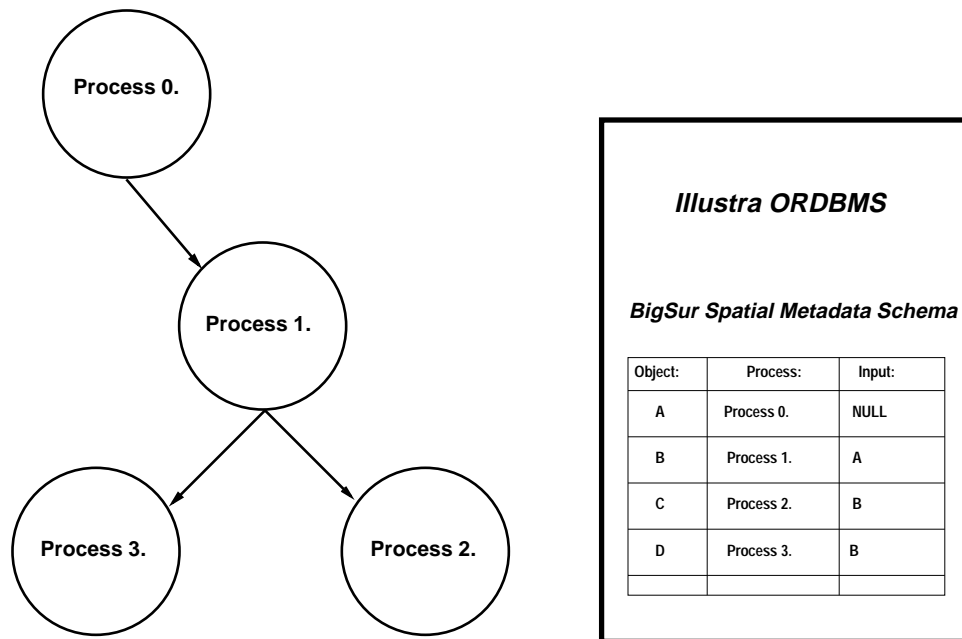 Process 0.
Process 1.
Process 3.
Process 2.
Illustra ORDBMS
BigSur Spatial Metadata Schema
Object: Process: Input:
A Process 0. NULL
B Process 1. A
C Process 2. B
D Process 3. B